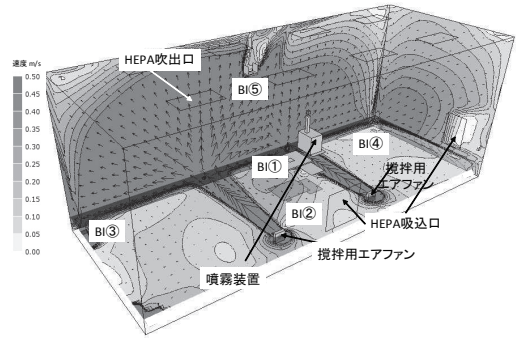 速度 m/s
0.50
0.45
0.40
0.35
0.30
0.25
0.20
0.15
0.10
0.05
0.00
HEPA吹出口
BI⑤
BI④
BI①
撹拌用
エアファン
BI②
BI③
HEPA吸込口
撹拌用エアファン
噴霧装置